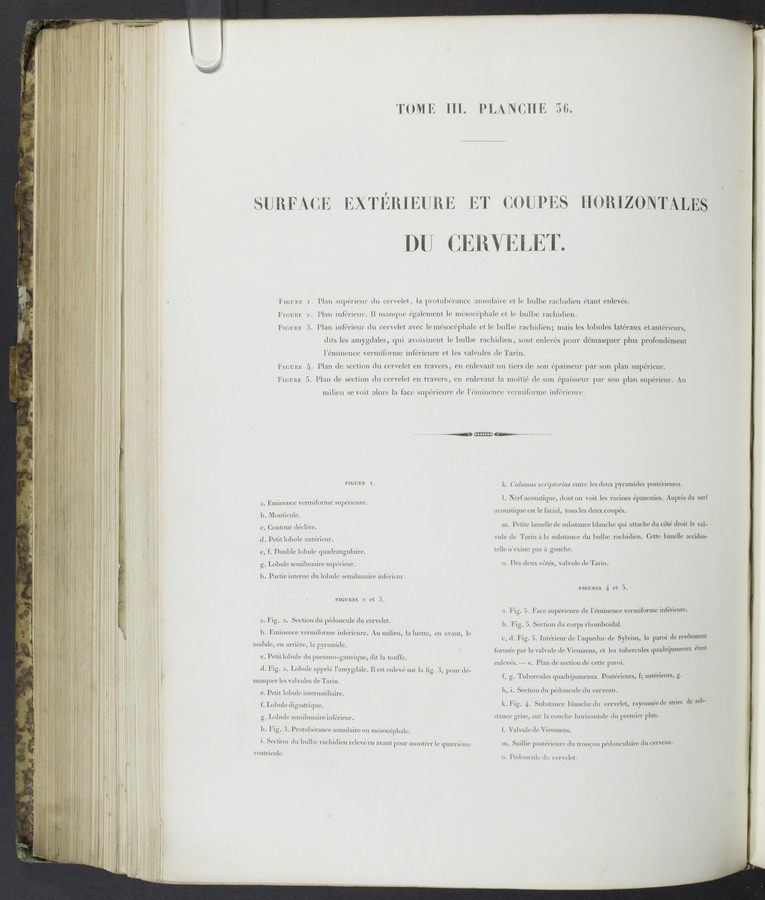 TOME III. PLANCHE 36.
SURFACE EXTÉRIEURE ET COUPES HORIZONTALES
DU CERVELET.
FIGURE 1. Plan supérieur du cervelet, la protubérance annulaire et le bulbe rachidien étant enlevés.
FIGURE 2. Plan inférieur. Il manque également le mésocéphale et le bulbe rachidien.
FIGURE 3. Plan inférieur du cervelet avec le mésocéphale et le bulbe rachidien; mais les lobules latéraux et antérieurs,
dits les amygdales, qui avoisinent le bulbe rachidien, sont enlevés pour démasquer plus profondément
l'éminence vermiforme inférieure et les valvules de Tarin.
FIGURE 4. Plan de section du cervelet en travers, en enlevant un tiers de son épaisseur par son plan supérieur.
FIGURE 5. Plan de section du cervelet en travers, en enlevant la moitié de son épaisseur par son plan supérieur. Au
milieu se voit alors la face supérieure de l'éminence vermiforme inférieure.
FIGURE 1.
a. Eminence vermiforme supérieure.
b. Monticule.
c. Contour déclive.
d. Petit lobule antérieur.
e, f. Double lobule quadrangulaire.
g. Lobule semilunaire supérieur.
h. Partie interne du lobule semilunaire inférieur.
FIGURES 2 et 3.
a. Fig. 2. Section du pédoncule du cervelet.
b. Eminence vermiforme inférieure. Au milieu, la luette, en avant, le
nodule, en arrière, la pyramide.
c. Petit lobule du pneumo-gastrique, dit la touffe.
d. Fig. 2. Lobule appelé l'amygdale. Il est enlevé sur la fig. 3, pour dé-
masquer les valvules de Tarin.
e. Petit lobule intermédiaire.
f. Lobule digastrique.
g. Lobule semilunaire inférieur.
h. Fig. 3. Protubérance annulaire ou mésocéphale.
i. Section du bulbe rachidien relevé en avant pour montrer le quatrième
ventricule.
k. Calamus scriptorius entre les deux pyramides postérieures.
l. Nerf acoustique, dont on voit les racines épanouies. Auprès du nerf
acoustique est le facial, tous les deux coupés.
m. Petite lamelle de substance blanche qui attache du côté droit la val-
vule de Tarin à la substance du bulbe rachidien. Cette lamelle acciden-
telle n'existe pas à gauche.
n. Des deux côtés, valvule de Tarin.
FIGURES 4 et 5.
a. Fig. 5. Face supérieure de l'éminence vermiforme inférieure.
b. Fig. 5. Section du corps rhomboïdal.
c, d. Fig. 5. Intérieur de l'aqueduc de Sylvius, la paroi de revêtement
formée par la valvule de Vieussens, et les tubercules quadrijumeaux étant
enlevés. — e. Plan de section de cette paroi.
f, g. Tubercules quadrijumeaux. Postérieurs, f; antérieurs, g.
h, i. Section du pédoncule du cerveau.
k. Fig. 4. Substance blanche du cervelet, rayonnée de stries de sub-
stance grise, sur la couche horizontale du premier plan.
l. Valvule de Vieussens.
m. Saillie postérieure du tronçon pédonculaire du cerveau.
n. Pédoncule du cervelet.